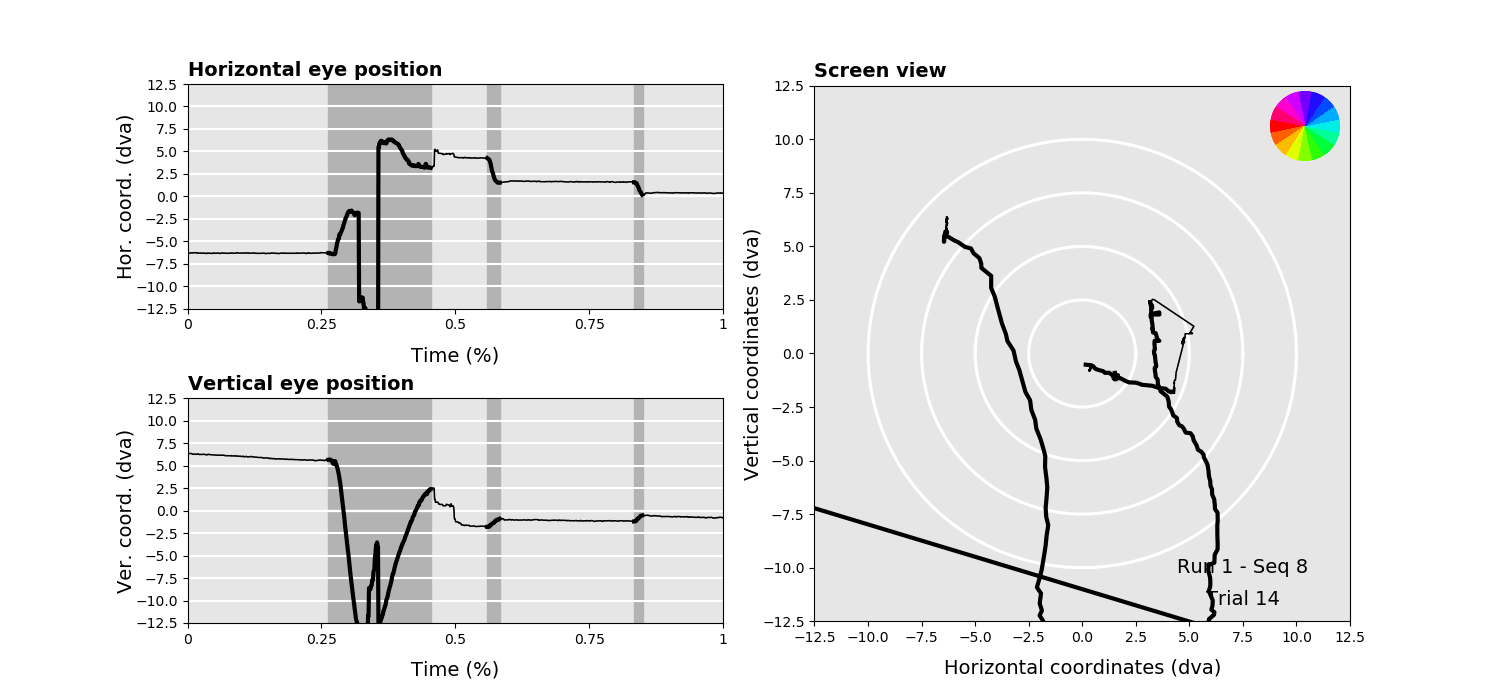 Horizontal eye position
Hor. coord. (dva)
12.5
10.0
7.5
5.0
2.5
0.0
−2.5
−5.0
−7.5
−10.0
−12.5
0 0.25 0.5 0.75 1
Time (%)
Vertical eye position
Ver. coord. (dva)
12.5
10.0
7.5
5.0
2.5
0.0
−2.5
−5.0
−7.5
−10.0
−12.5
0 0.25 0.5 0.75 1
Time (%)
Screen view
Vertical coordinates (dva)
12.5
10.0
7.5
5.0
2.5
0.0
−2.5
−5.0
−7.5
−10.0
−12.5
Run 1 - Seq 8
Trial 14
−12.5 −10.0 −7.5 −5.0 −2.5 0.0 2.5 5.0 7.5 10.0 12.5
Horizontal coordinates (dva)